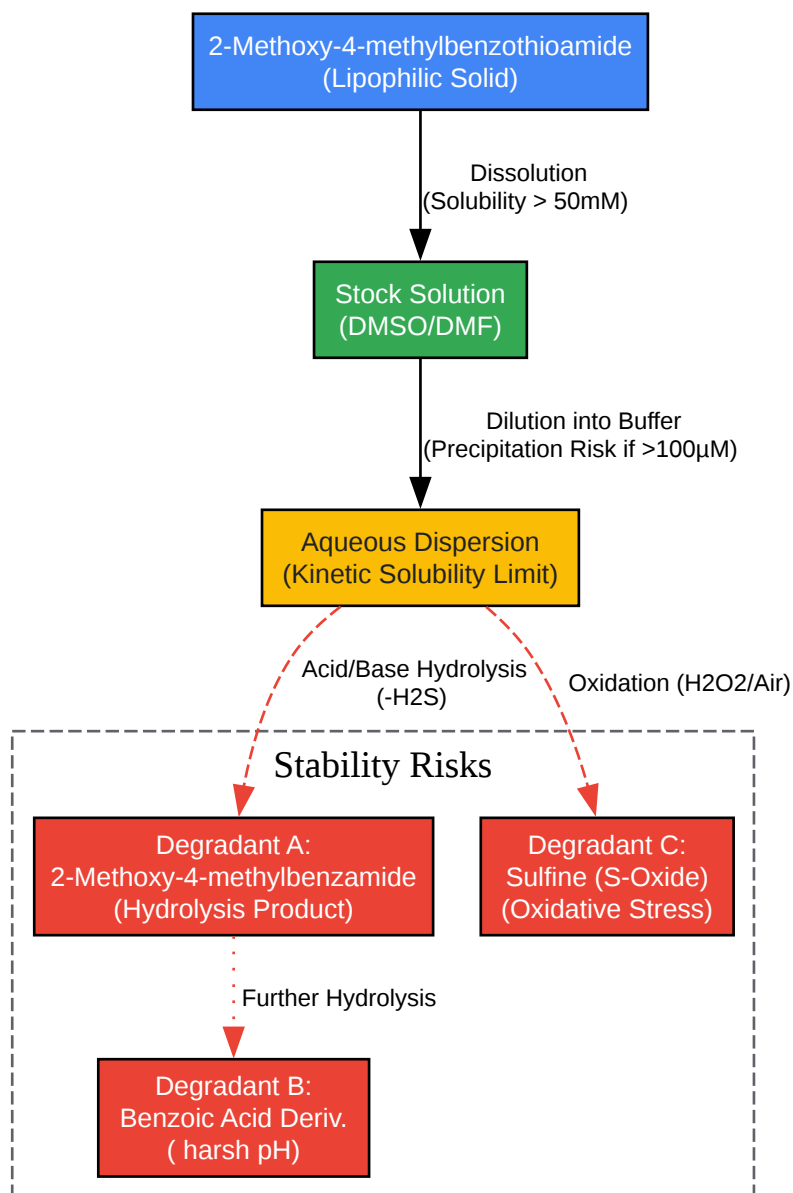 2-Methoxy-4-methylbenzothioamide
(Lipophilic Solid)
Dissolution
(Solubility > 50mM)
Stock Solution
(DMSO/DMF)
Dilution into Buffer
(Precipitation Risk if >100µM)
Aqueous Dispersion
(Kinetic Solubility Limit)
Acid/Base Hydrolysis
(-H2S)
Oxidation (H2O2/Air)
Stability Risks
Degradant A:
2-Methoxy-4-methylbenzamide
(Hydrolysis Product)
Degradant C:
Sulfine (S-Oxide)
(Oxidative Stress)
Further Hydrolysis
Degradant B:
Benzoic Acid Deriv.
( harsh pH)